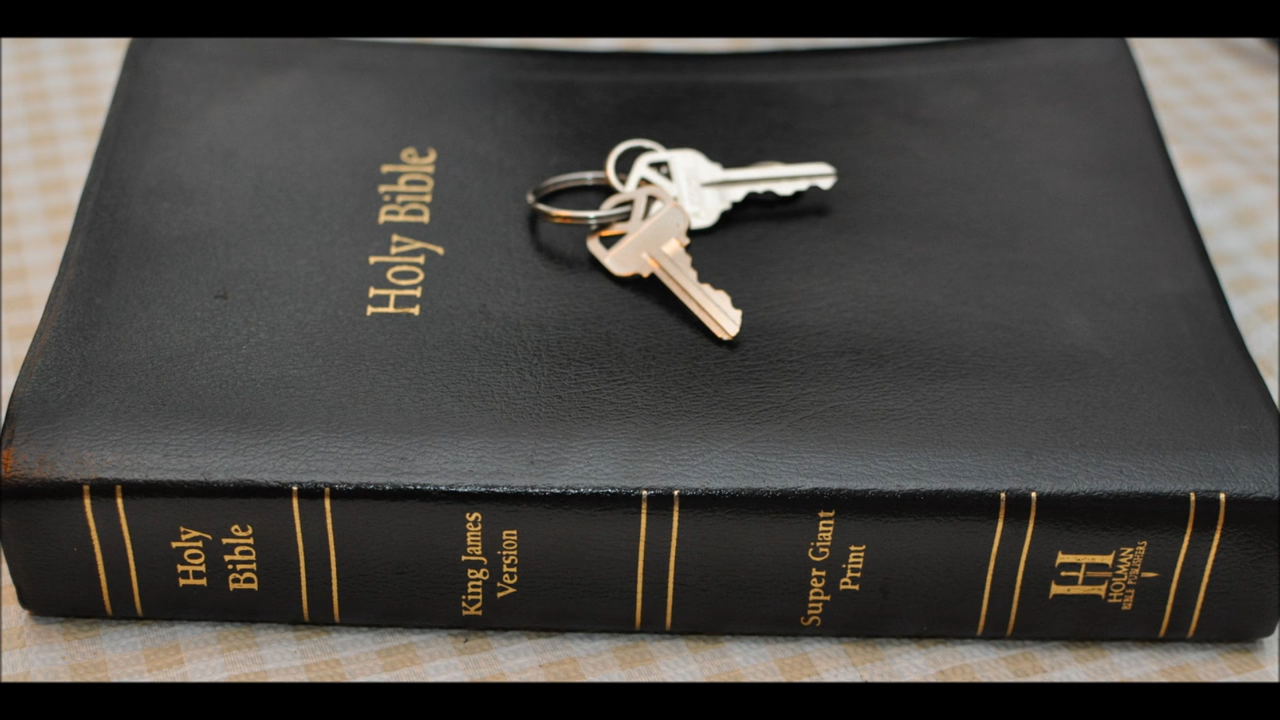 Holy Bible
Holy
Bible
King James
Version
Super Giant
Print
HOLMAN
BIBLE PUBLISHERS